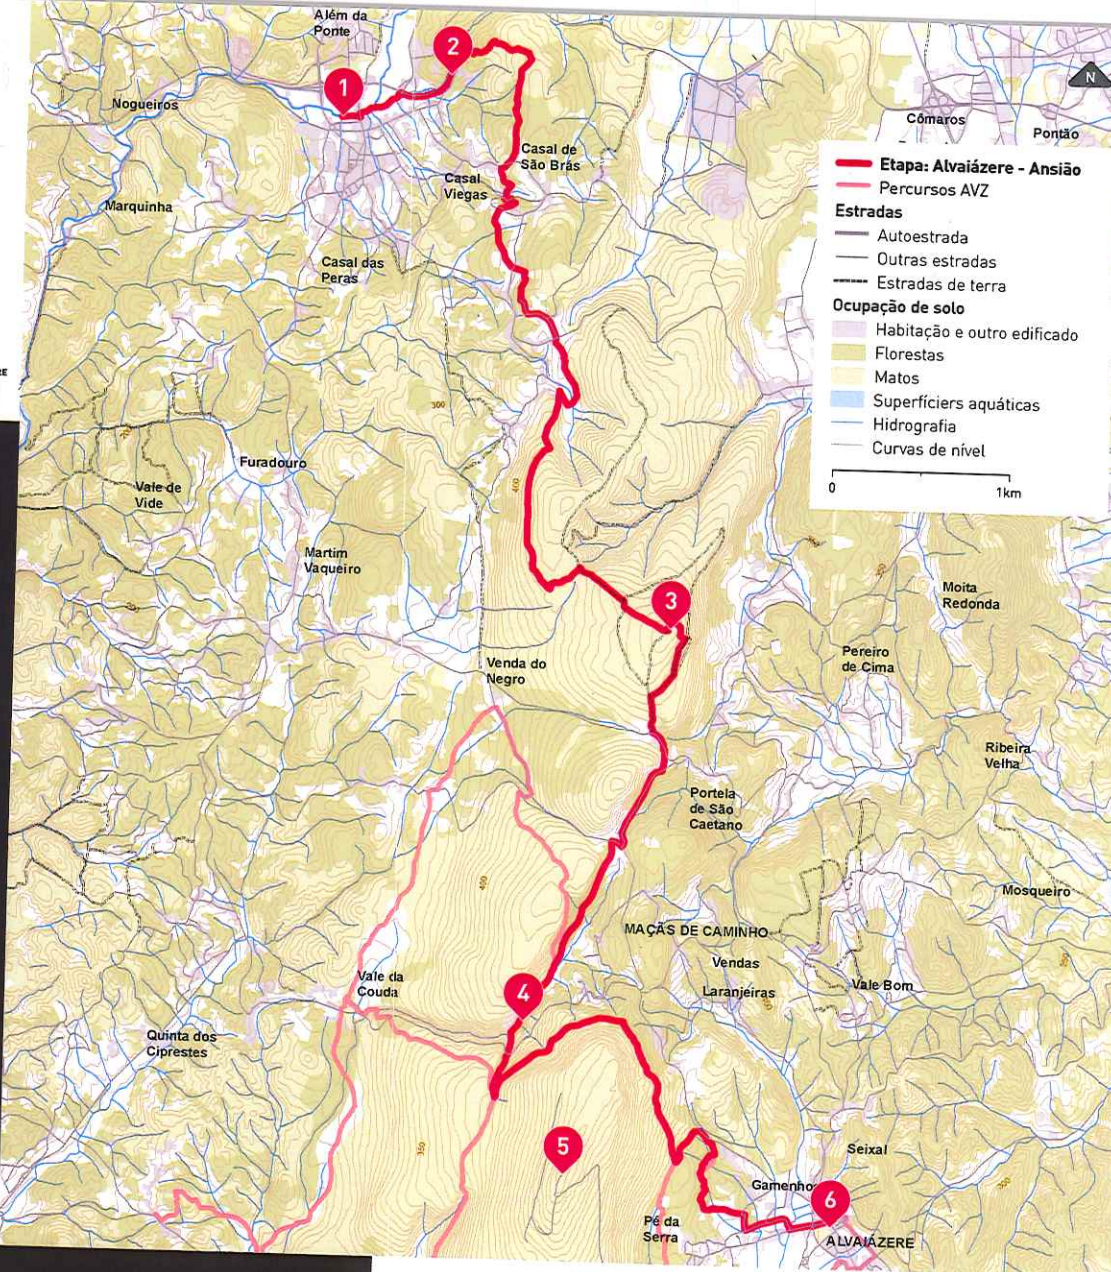 Além da
Ponte
2
1
N
Nogueiros
Cômaros
Pontão
Casal de
São Brás
Casal
Viegas
Marquinha
Casal das
Peras
Etapa: Alvaiázere - Ansião
Percursos AVZ
Estradas
Autoestrada
Outras estradas
Estradas de terra
Ocupação de solo
Habitação e outro edificado
Florestas
Matos
Superfíciers aquáticas
Hidrografia
Curvas de nível
0
1km
RE
300
Furadouro
Vale de
Vide
400
Martim
Vaqueiro
3
Moita
Redonda
Venda do
Negro
Pereiro
de Cima
Ribeira
Velha
Portela
de São
Caetano
400
Mosqueiro
MAÇÃS DE CAMINHO
Vendas
Laranjeiras
Vale Bom
Vale da
Couda
4
Quinta dos
Ciprestes
350
5
Seixal
Gamenhos
6
300
Pé da
Serra
ALVAIÁZERE